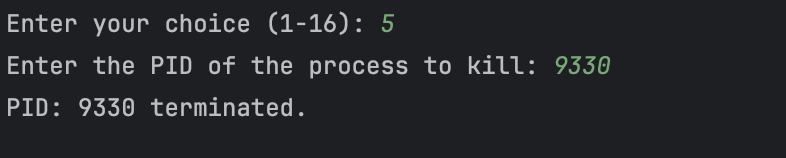 Enter your choice (1-16): 5
Enter the PID of the process to kill: 9330
PID: 9330 terminated.